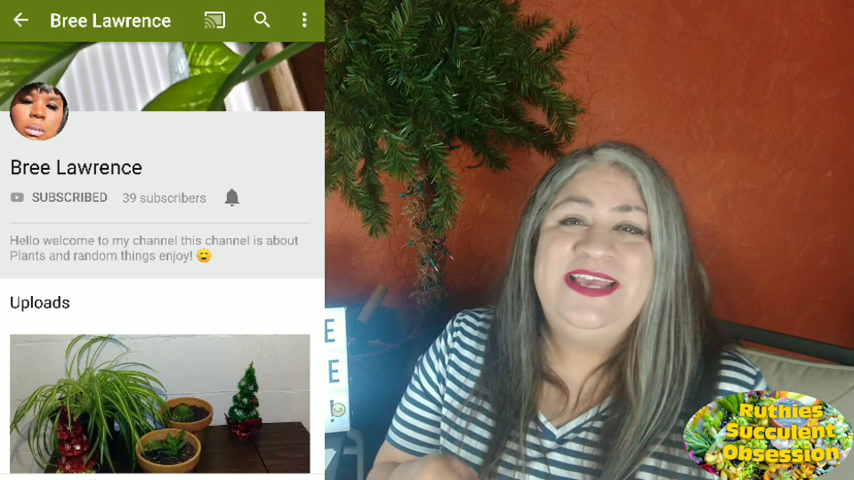 Bree Lawrence
Bree Lawrence
SUBSCRIBED 39 subscribers
Hello welcome to my channel this channel is about
Plants and random things enjoy!
Uploads
E
E
!
Ruthies
Succulent
Obsession